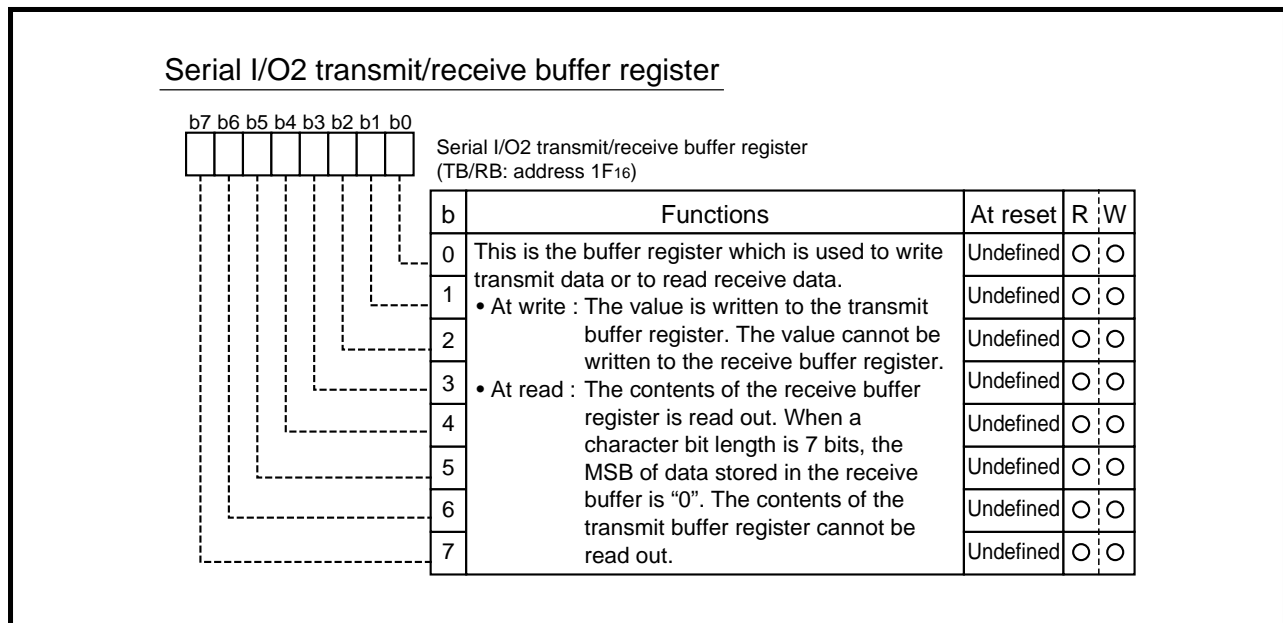 Serial I/O2 transmit/receive buffer register
b7 b6 b5 b4 b3 b2 b1 b0
Serial I/O2 transmit/receive buffer register
(TB/RB: address 1F16)
b Functions At reset R W
0 This is the buffer register which is used to write Undefined
transmit data or to read receive data.
1 • At write : The value is written to the transmit Undefined
buffer register. The value cannot be
2 written to the receive buffer register. Undefined
3 • At read : The contents of the receive buffer Undefined
register is read out. When a
4 character bit length is 7 bits, the Undefined
MSB of data stored in the receive
5 buffer is “0”. The contents of the Undefined
6 transmit buffer register cannot be Undefined
7 read out. Undefined